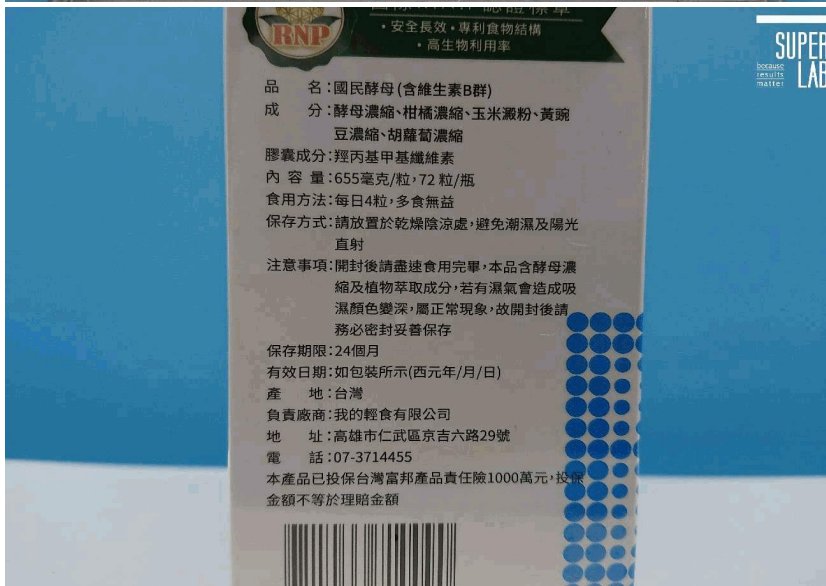 RNP
・安全長效・專利食物結構
・高生物利用率
SUPER
LAB
because
results
matter
品　　名：國民酵母(含維生素B群)
成　　分：酵母濃縮、柑橘濃縮、玉米澱粉、黃豌
豆濃縮、胡蘿蔔濃縮
膠囊成分：羥丙基甲基纖維素
內 容 量：655毫克/粒，72 粒/瓶
食用方法：每日4粒，多食無益
保存方式：請放置於乾燥陰涼處，避免潮濕及陽光
直射
注意事項：開封後請盡速食用完畢，本品含酵母濃
縮及植物萃取成分，若有濕氣會造成吸
濕顏色變深，屬正常現象，故開封後請
務必密封妥善保存
保存期限：24個月
有效日期：如包裝所示(西元年/月/日)
產　　地：台灣
負責廠商：我的輕食有限公司
地　　址：高雄市仁武區京吉六路29號
電　　話：07-3714455
本產品已投保台灣富邦產品責任險1000萬元，投保
金額不等於理賠金額